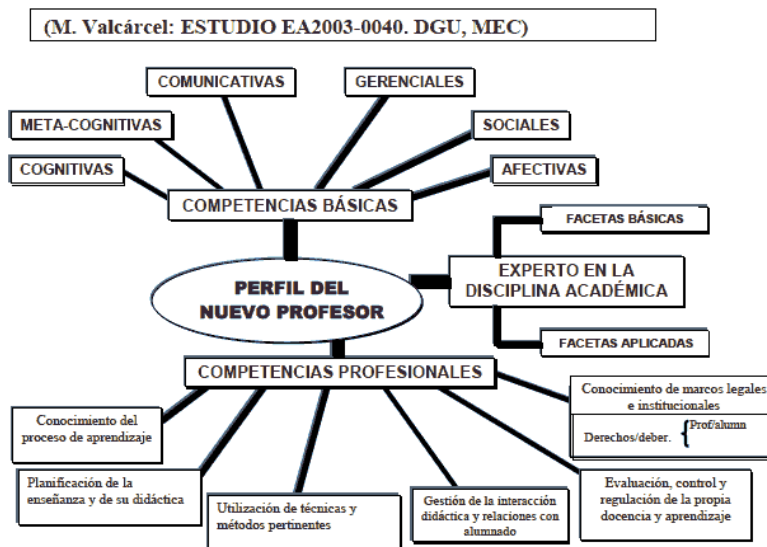 (M. Valcárcel: ESTUDIO EA2003-0040. DGU, MEC)
COMUNICATIVAS
GERENCIALES
META-COGNITIVAS
SOCIALES
COGNITIVAS
AFECTIVAS
COMPETENCIAS BÁSICAS
FACETAS BÁSICAS
EXPERTO EN LA
DISCIPLINA ACADÉMICA
PERFIL DEL
NUEVO PROFESOR
FACETAS APLICADAS
COMPETENCIAS PROFESIONALES
Conocimiento de marcos legales
e institucionales
Derechos/deber. { Prof/alumn
Conocimiento del
proceso de aprendizaje
Planificación de la
enseñanza y de su didáctica
Utilización de técnicas y
métodos pertinentes
Gestión de la interacción
didáctica y relaciones con
alumnado
Evaluación, control y
regulación de la propia
docencia y aprendizaje